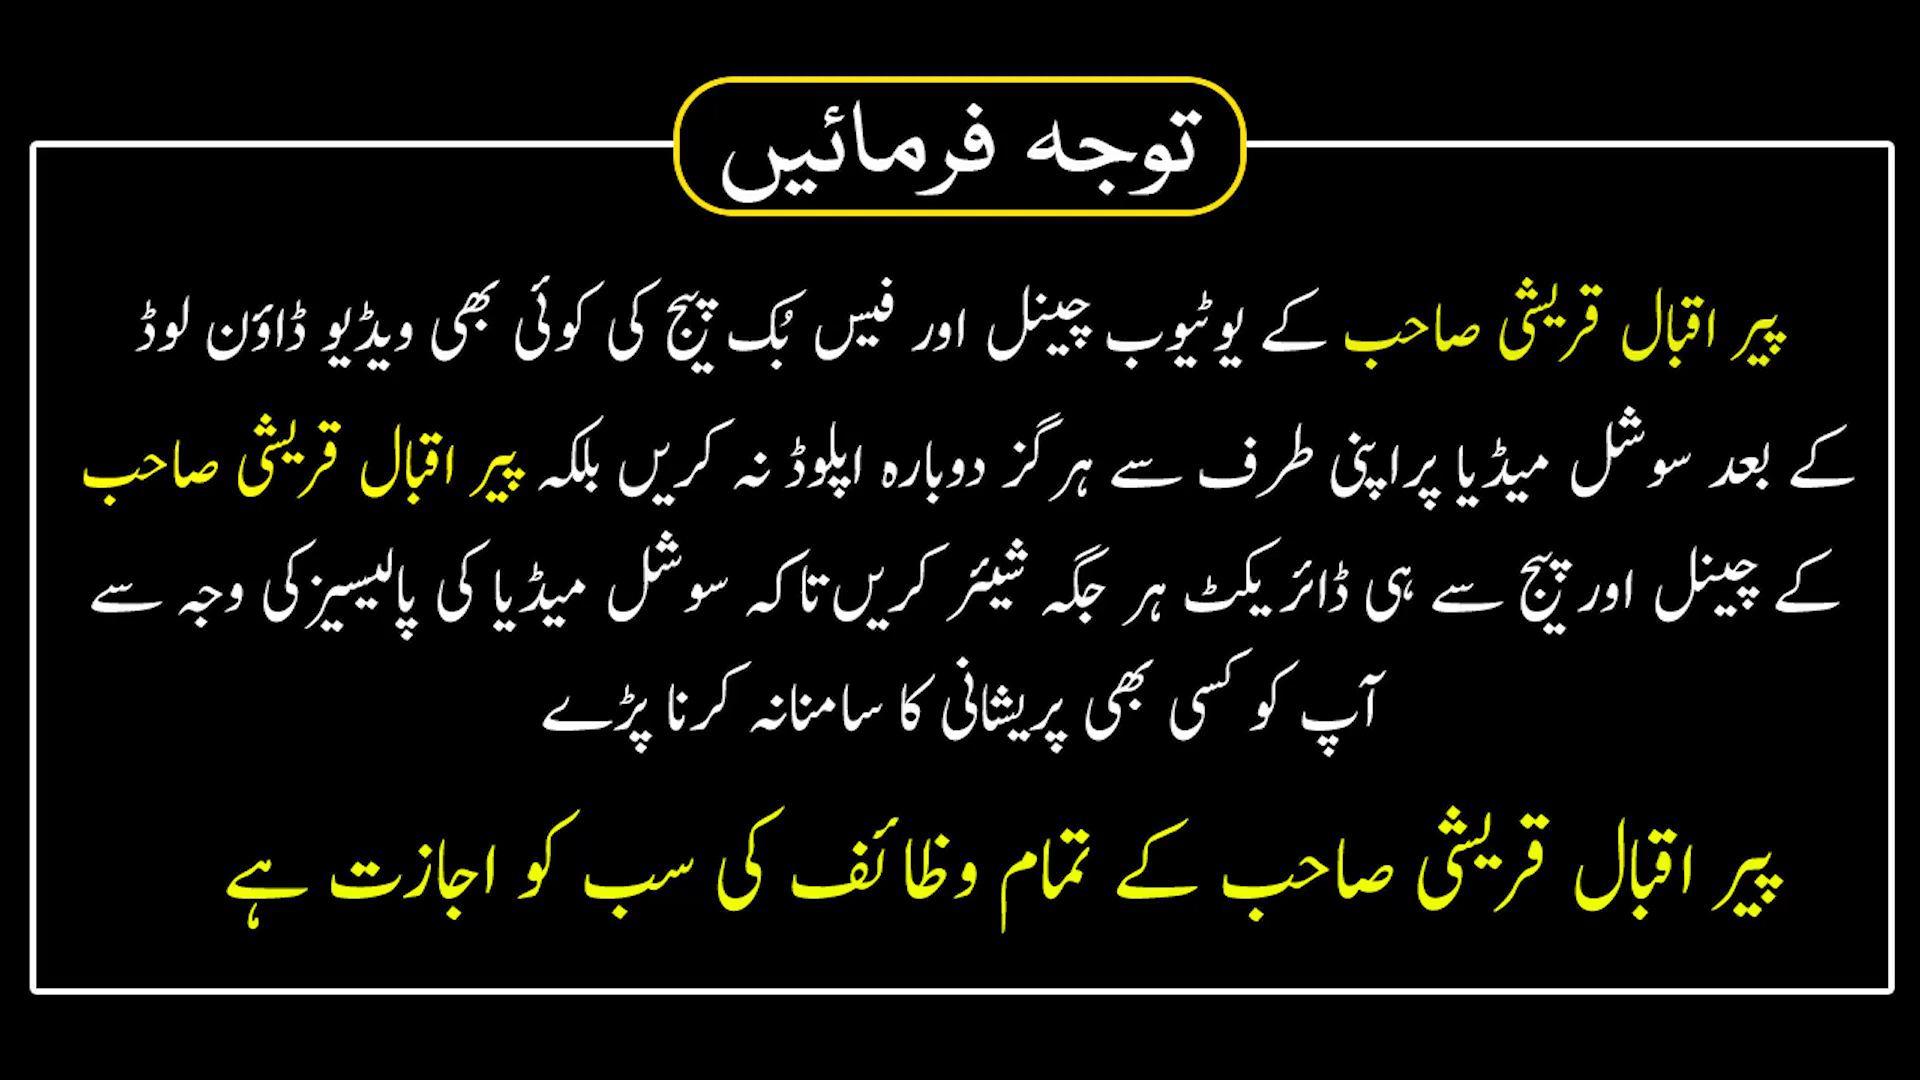 توجہ فرمائیں
پیر اقبال قریشی صاحب کے یوٹیوب چینل اور فیس بُک پیج کی کوئی بھی ویڈیو ڈاؤن لوڈ
کے بعد سوشل میڈیا پر اپنی طرف سے ہرگز دوبارہ اپلوڈ نہ کریں بلکہ پیر اقبال قریشی صاحب
کے چینل اور پیج سے ہی ڈائریکٹ ہر جگہ شیئر کریں تاکہ سوشل میڈیا کی پالیسیز کی وجہ سے
آپ کو کسی بھی پریشانی کا سامنانہ کرنا پڑے
پیر اقبال قریشی صاحب کے تمام وظائف کی سب کو اجازت ہے